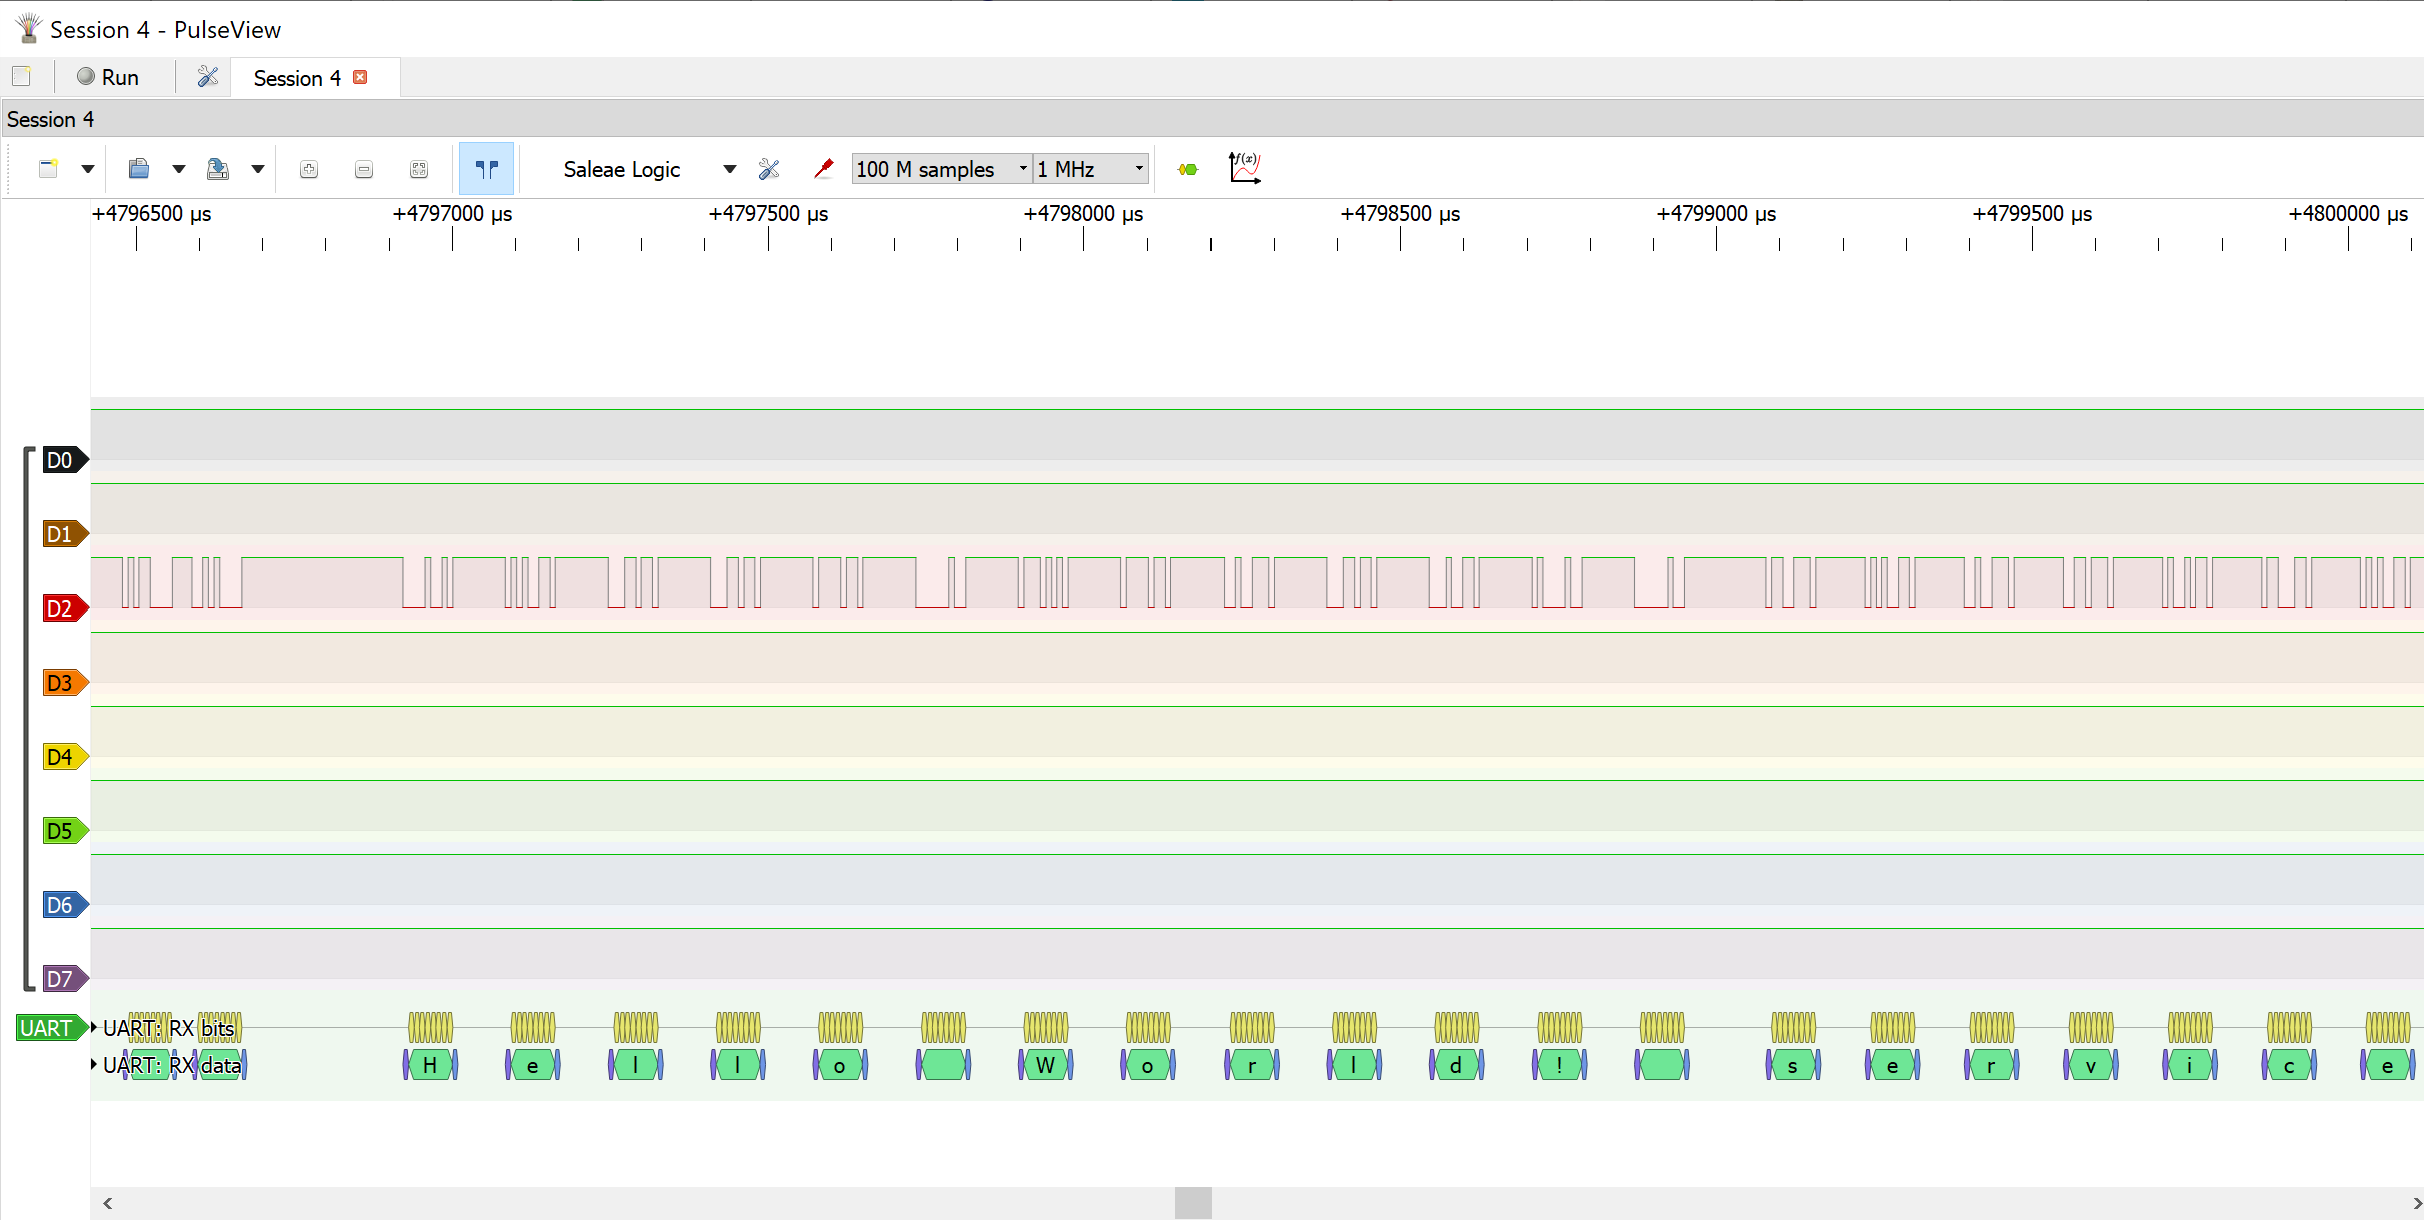 Session 4 - PulseView
Run
Session 4
Session 4
Saleae Logic
100 M samples
1 MHz
+4796500 µs +4797000 µs +4797500 µs +4798000 µs +4798500 µs +4799000 µs +4799500 µs +4800000 µs
D0
D1
D2
D3
D4
D5
D6
D7
UART
UART: RX bits
UART: RX data
H e l l o W o r l d ! s e r v i c e